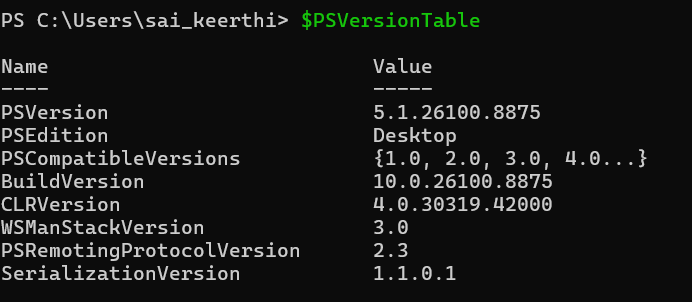 PS C:\Users\sai_keerthi> $PSVersionTable
Name                           Value
----                           -----
PSVersion                      5.1.26100.8875
PSEdition                      Desktop
PSCompatibleVersions           {1.0, 2.0, 3.0, 4.0...}
BuildVersion                   10.0.26100.8875
CLRVersion                     4.0.30319.42000
WSManStackVersion              3.0
PSRemotingProtocolVersion      2.3
SerializationVersion           1.1.0.1